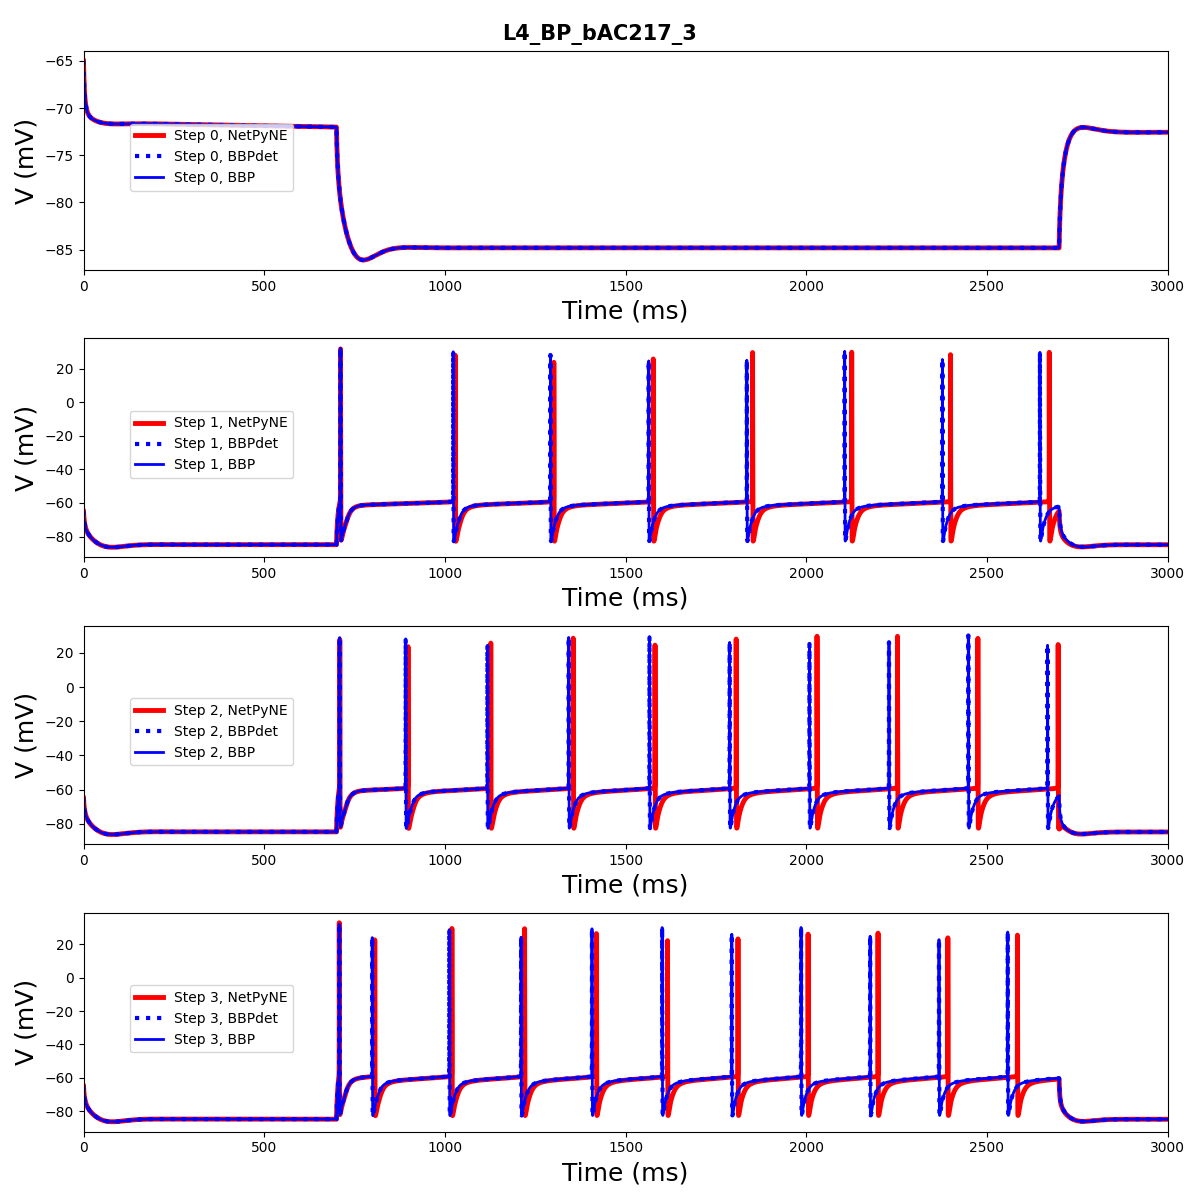 L4_BP_bAC217_3
−65
−70
−75
−80
−85
V (mV)
Step 0, NetPyNE
Step 0, BBPdet
Step 0, BBP
0 500 1000 1500 2000 2500 3000
Time (ms)
20
0
−20
−40
−60
−80
V (mV)
Step 1, NetPyNE
Step 1, BBPdet
Step 1, BBP
0 500 1000 1500 2000 2500 3000
Time (ms)
20
0
−20
−40
−60
−80
V (mV)
Step 2, NetPyNE
Step 2, BBPdet
Step 2, BBP
0 500 1000 1500 2000 2500 3000
Time (ms)
20
0
−20
−40
−60
−80
V (mV)
Step 3, NetPyNE
Step 3, BBPdet
Step 3, BBP
0 500 1000 1500 2000 2500 3000
Time (ms)